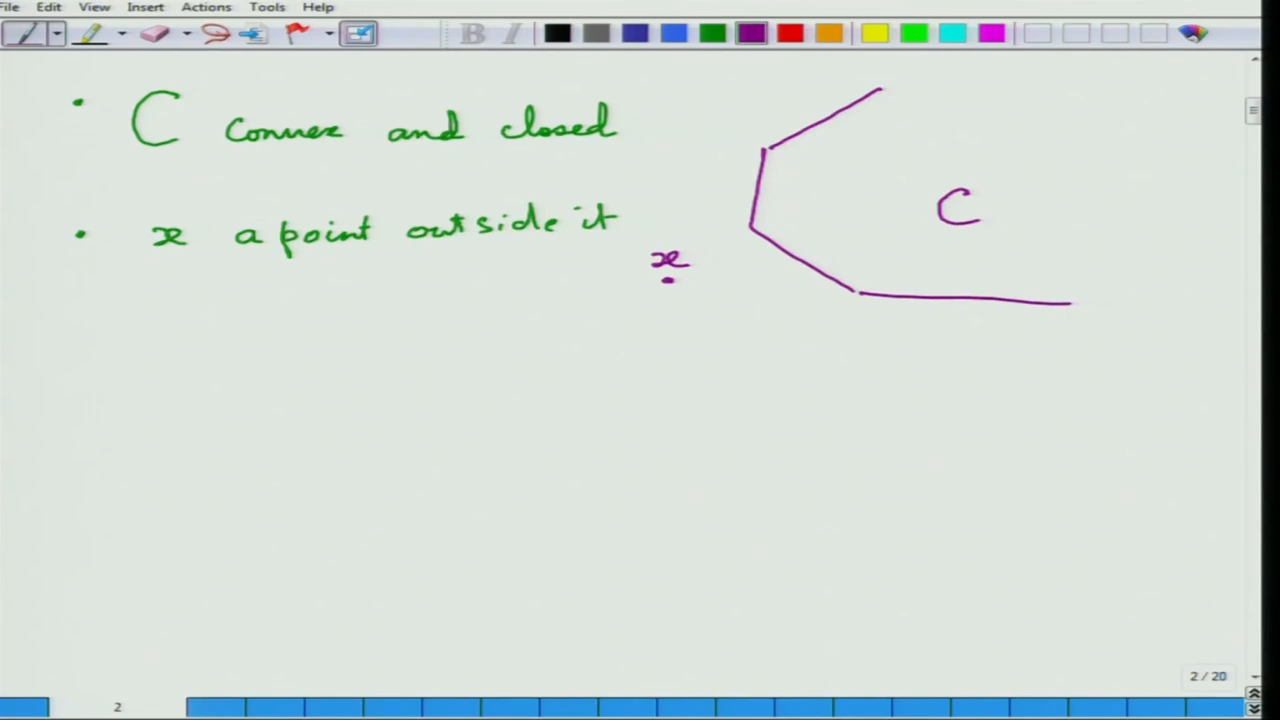 File Edit View Insert Actions Tools Help
B I
• C convex and closed
• x a point outside it
x
C
2 / 20
2